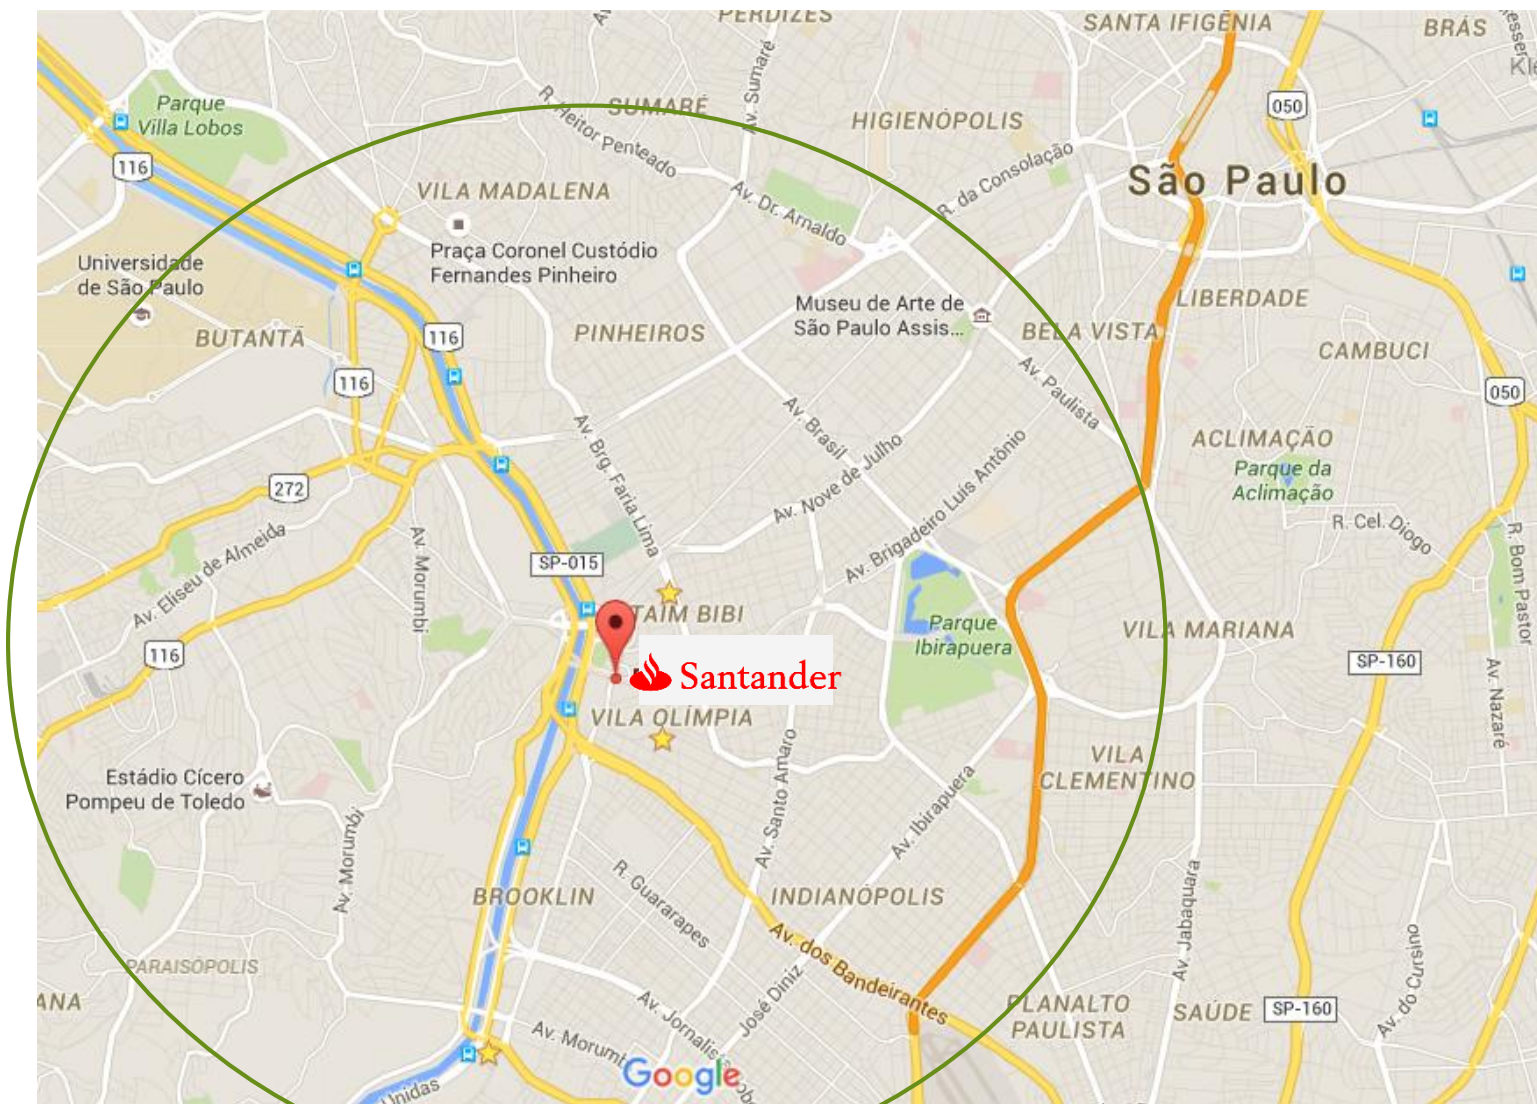 PERDIZES
SANTA IFIGÊNIA
BRÁS
Parque
Villa Lobos
R. Heitor Penteado
SUMARÉ
Av. Sumaré
HIGIENÓPOLIS
050
116
VILA MADALENA
Av. Dr. Arnaldo
R. da Consolação
São Paulo
Praça Coronel Custódio
Fernandes Pinheiro
Universidade
de São Paulo
BUTANTÃ
116
PINHEIROS
Museu de Arte de
São Paulo Assis...
BELA VISTA
LIBERDADE
CAMBUCI
116
Av. Paulista
050
Av. Brg. Faria Lima
Av. Brasil
Av. Nove de Julho
Av. Brigadeiro Luís Antônio
ACLIMAÇÃO
Parque da
Aclimação
272
Av. Eliseu de Almeida
Av. Morumbi
SP-015
R. Cel. Diogo
R. Bom Pastor
TAIM BIBI
Parque
Ibirapuera
VILA MARIANA
116
SP-160
Santander
Av. Nazaré
VILA OLÍMPIA
Estádio Cícero
Pompeu de Toledo
Av. Morumbi
Av. Santo Amaro
Av. Ibirapuera
VILA
CLEMENTINO
BROOKLIN
R. Guararapes
INDIANÓPOLIS
Av. Jabaquara
PARAISÓPOLIS
Av. dos Bandeirantes
José Diniz
Av. do Cursino
ANA
PLANALTO
PAULISTA
SAÚDE
SP-160
Av. Morumb
Av. Jornalis
Google
Unidas